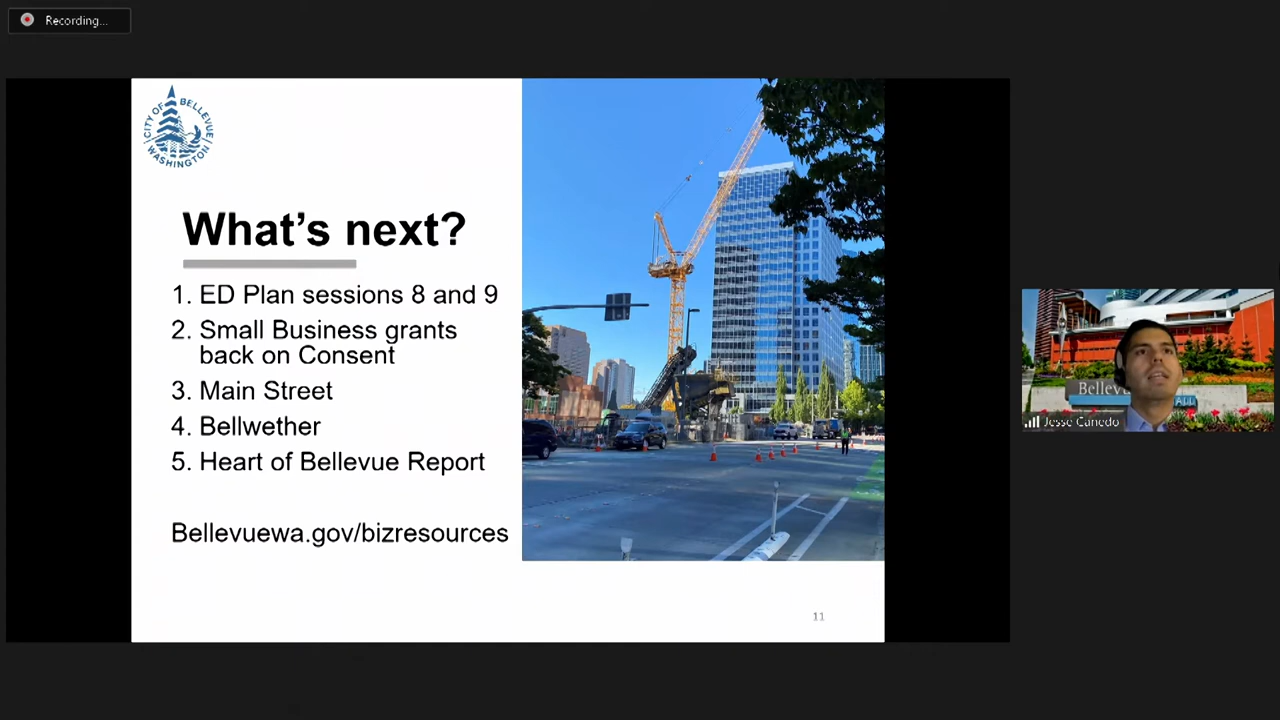 Recording...
CITY OF BELLEVUE
WASHINGTON
What's next?
1. ED Plan sessions 8 and 9
2. Small Business grants
back on Consent
3. Main Street
4. Bellwether
5. Heart of Bellevue Report
Bellevuewa.gov/bizresources
11
Jesse Canedo